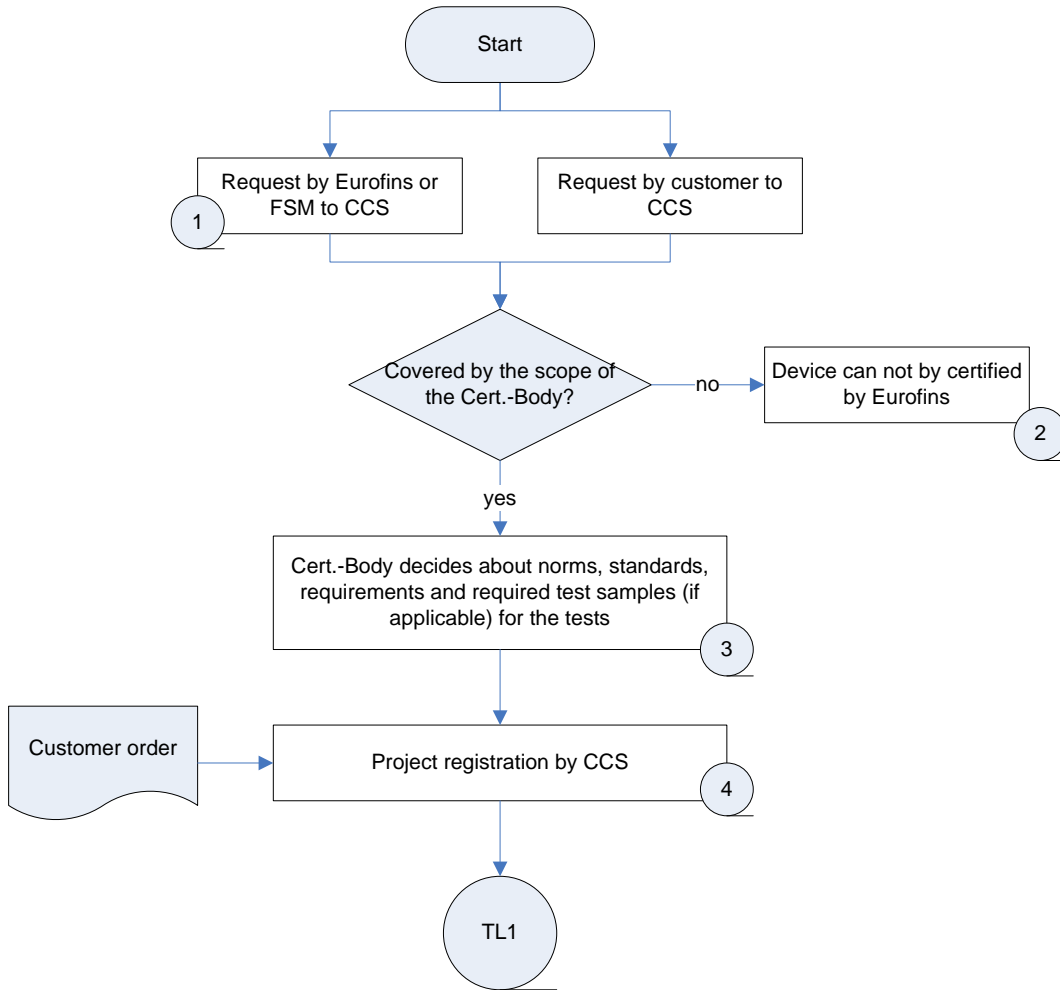 Start
Request by Eurofins or
FSM to CCS
1
Request by customer to
CCS
Covered by the scope of
the Cert.-Body?
no
Device can not by certified
by Eurofins
2
yes
Cert.-Body decides about norms, standards,
requirements and required test samples (if
applicable) for the tests
3
Customer order
Project registration by CCS
4
TL1